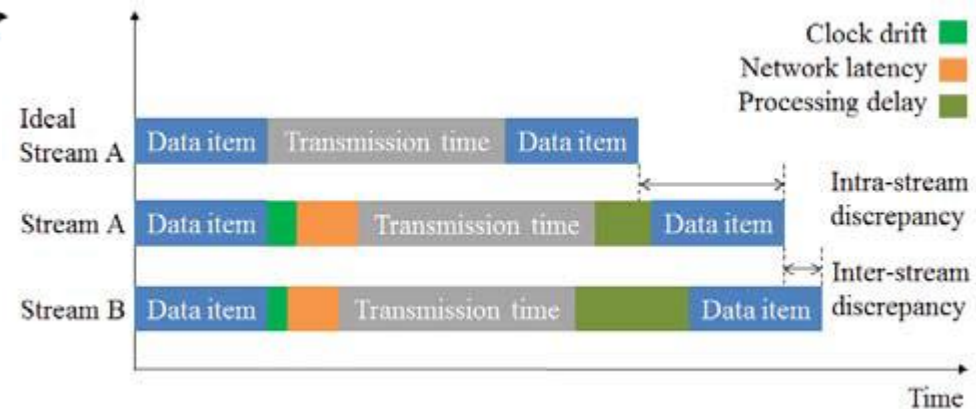 Clock drift
Network latency
Processing delay
Ideal
Stream A
Data item Transmission time Data item
Intra-stream
discrepancy
Stream A
Data item Transmission time Data item
Inter-stream
discrepancy
Stream B
Data item Transmission time Data item
Time